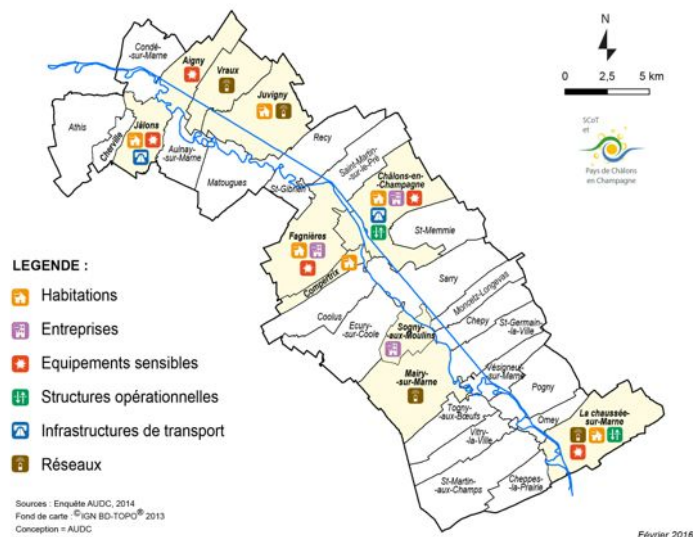 Condé-
-sur-Marne
Aigny
Vraux
Juvigny
Athis
Cherville
Jâlons
Aulnay-
-sur-Marne
Matougues
Recy
Saint-Martin-
-sur-le-Pré
St-Gibrien
Châlons-en-
-Champagne
St-Memmie
Fagnières
Compertrix
Coolus
Ecury-
-sur-Coole
Sogny-
-aux-Moulins
Sarry
Moncetz-Longevas
Chepy
St-Germain-
-la-Ville
Mairy-
-sur-Marne
Vésigneul-
-sur-Marne
Pogny
Togny-
-aux-Bœufs
Omey
La chaussée-
-sur-Marne
Vitry-
-la-Ville
St-Martin-
-aux-Champs
Cheppes-
-la-Prairie
N
0 2,5 5 km
SCoT
et
Pays de Châlons
en Champagne
LEGENDE :
Habitations
Entreprises
Equipements sensibles
Structures opérationnelles
Infrastructures de transport
Réseaux
Sources : Enquête AUDC, 2014
Fond de carte : ©IGN BD-TOPO® 2013
Conception = AUDC
Février 2016